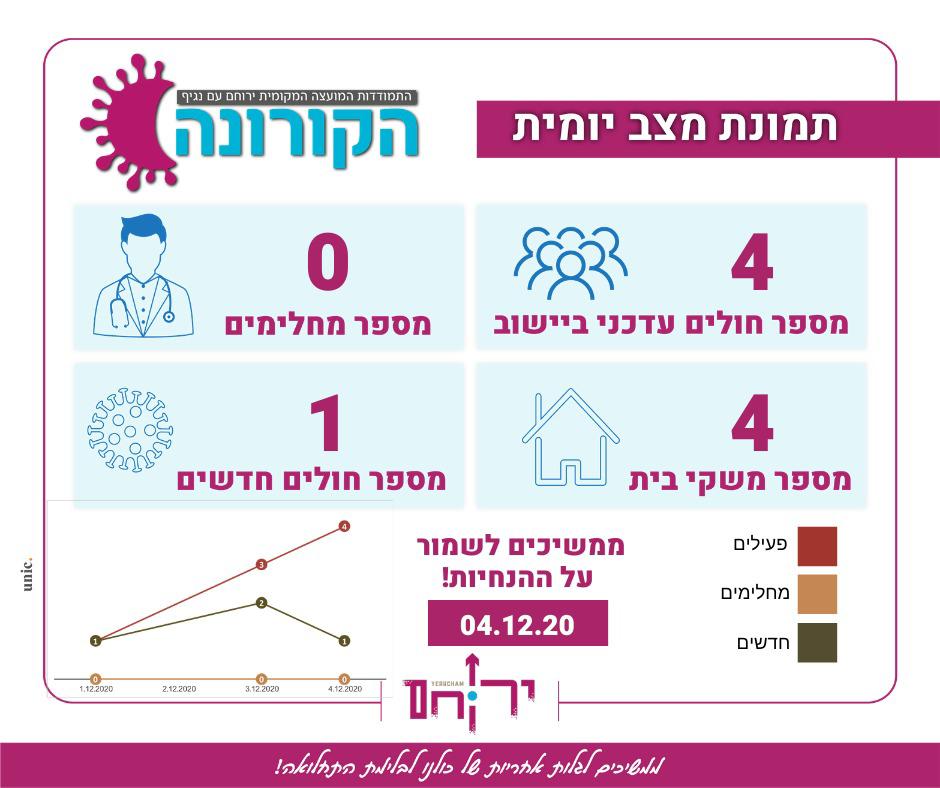 התמודדות המועצה המקומית ירוחם עם נגיף
הקורונה
תמונת מצב יומית
4
מספר חולים עדכני ביישוב
0
מספר מחלימים
4
מספר משקי בית
1
מספר חולים חדשים
פעילים
מחלימים
חדשים
ממשיכים לשמור
על ההנחיות!
04.12.20
4
3
2
1
1
0
0
0
1.12.2020
2.12.2020
3.12.2020
4.12.2020
unic.
YERUCHAM
ירוחם
ממשיכים לגלות אחריות של כולנו לבלימת התחלואה!